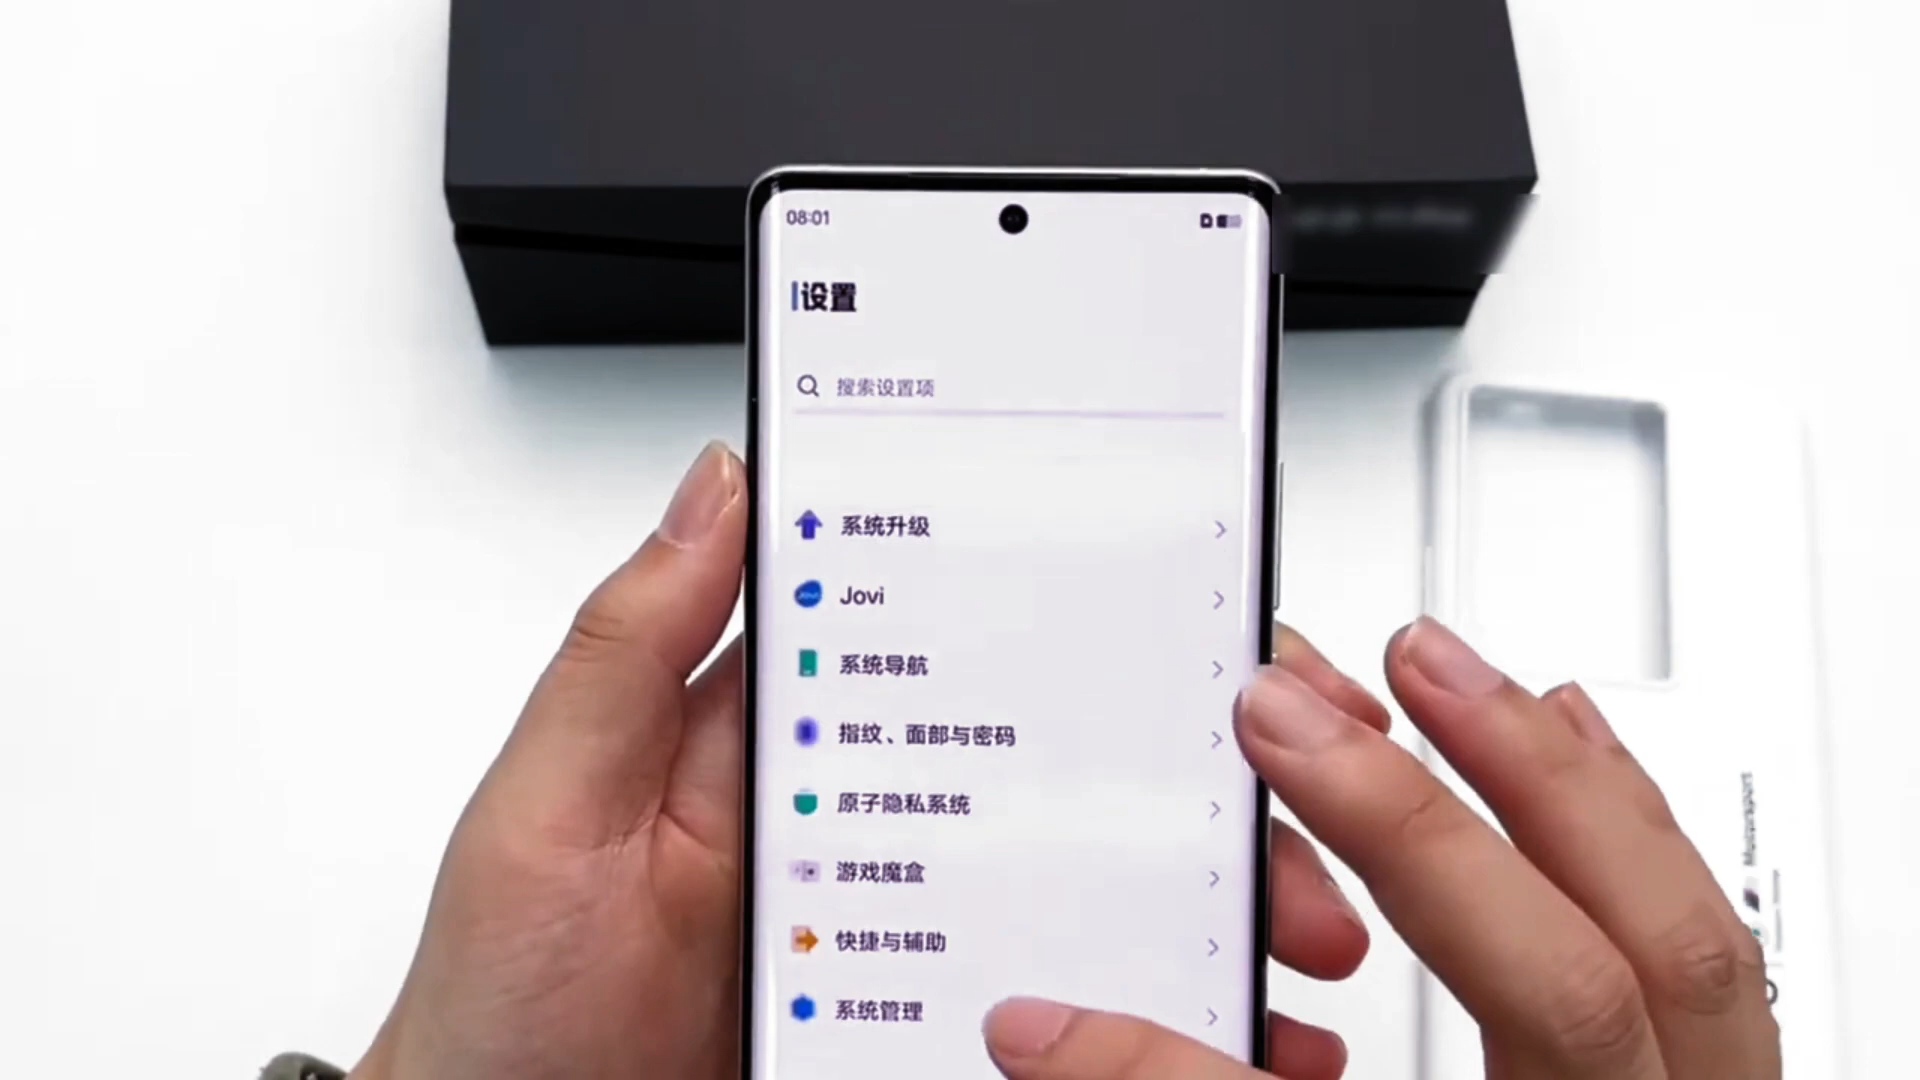 08:01
设置
搜索设置项
系统升级
Jovi
系统导航
指纹、面部与密码
原子隐私系统
游戏魔盒
快捷与辅助
系统管理
Motorsport